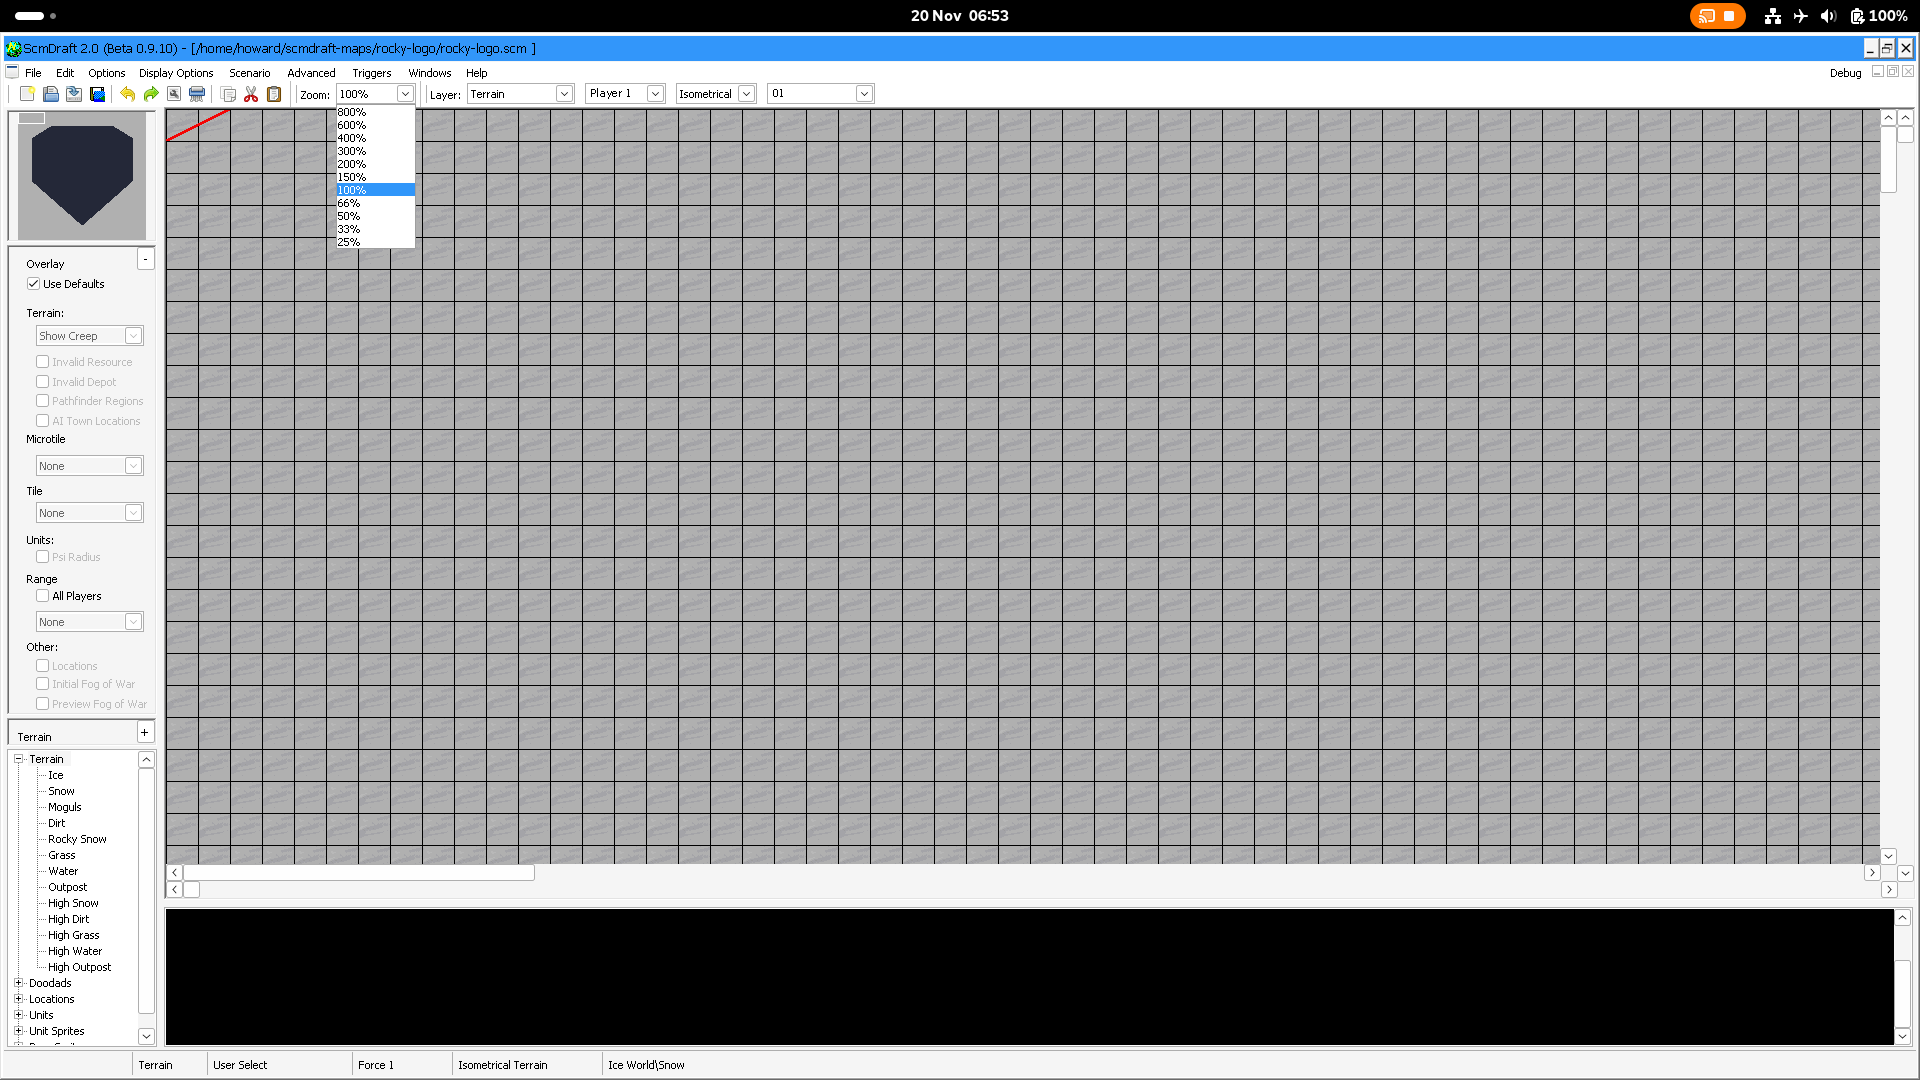 20 Nov 06:53
100%
ScmDraft 2.0 (Beta 0.9.10) - [/home/howard/scmdraft-maps/rocky-logo/rocky-logo.scm ]
File Edit Options Display Options Scenario Advanced Triggers Windows Help Debug
Zoom: 100% Layer: Terrain Player 1 Isometrical 01
800%
600%
400%
300%
200%
150%
100%
66%
50%
33%
25%
Overlay -
Use Defaults
Terrain:
Show Creep
Invalid Resource
Invalid Depot
Pathfinder Regions
AI Town Locations
Microtile
None
Tile
None
Units:
Psi Radius
Range
All Players
None
Other:
Locations
Initial Fog of War
Preview Fog of War
Terrain +
Terrain
Ice
Snow
Moguls
Dirt
Rocky Snow
Grass
Water
Outpost
High Snow
High Dirt
High Grass
High Water
High Outpost
Doodads
Locations
Units
Unit Sprites
Terrain User Select Force 1 Isometrical Terrain Ice World\Snow